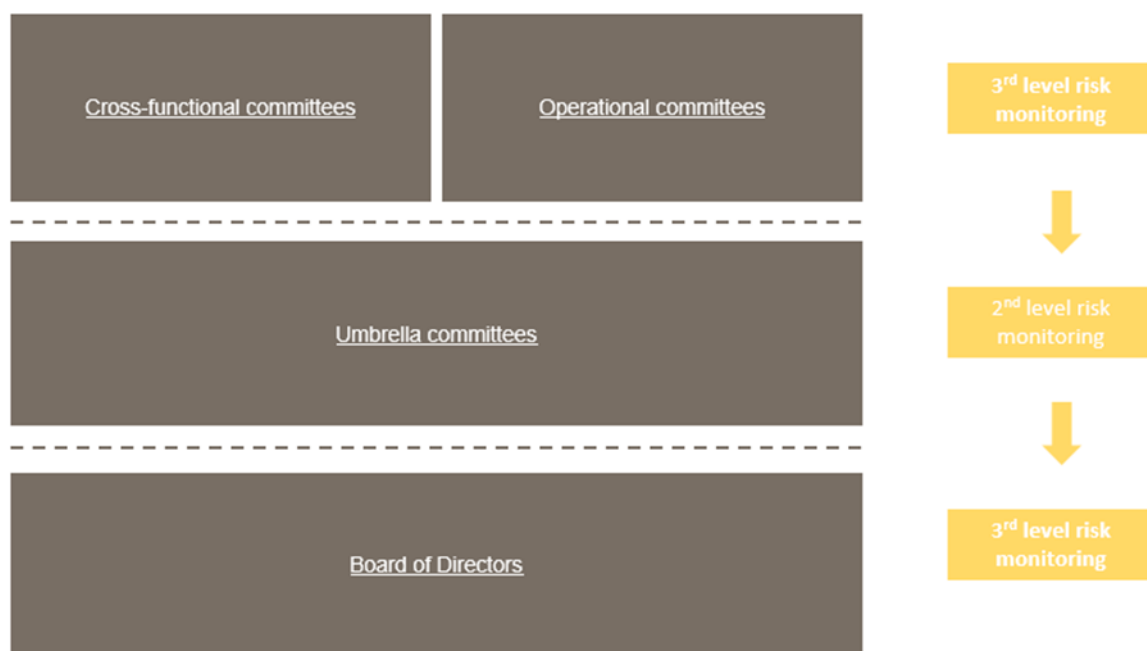 Cross-functional committees
Operational committees
3rd level risk
monitoring
Umbrella committees
2nd level risk
monitoring
Board of Directors
3rd level risk
monitoring